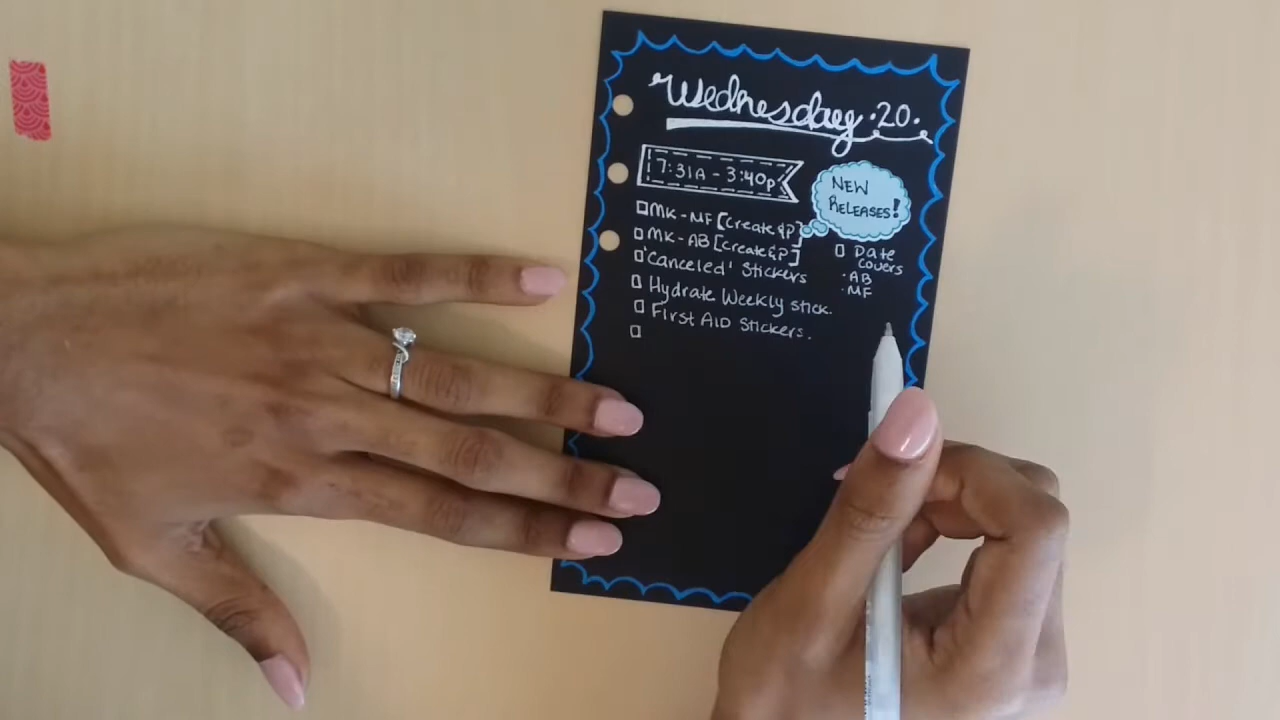 Wednesday .20.
7:31A - 3:40P
NEW
RELEASES!
MK-MF [Create &P]
MK-AB [Create &P]
'Canceled' Stickers
Hydrate Weekly stick.
First AID Stickers.
Date
Covers
·AB
·MF